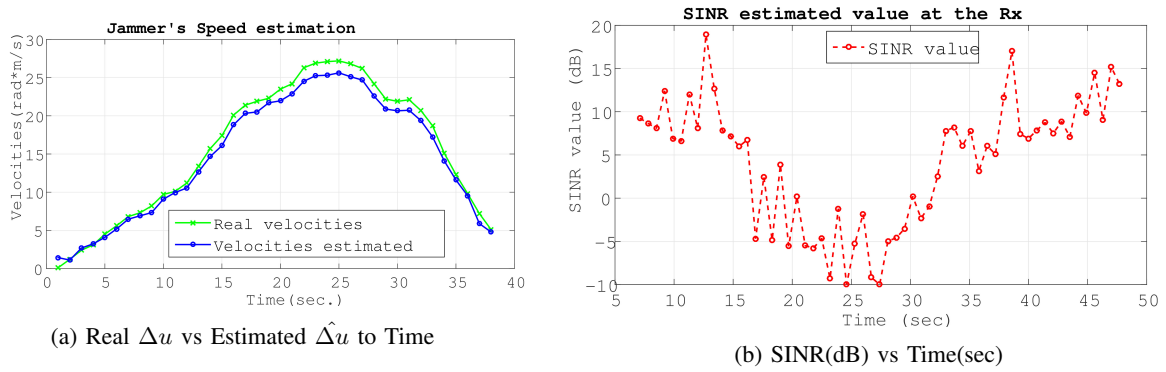 Jammer's Speed estimation
Velocities(rad*m/s)
30
25
20
15
10
5
0
Real velocities
Velocities estimated
0 5 10 15 20 25 30 35 40
Time(sec.)
(a) Real Δu vs Estimated Δ̂u to Time
SINR estimated value at the Rx
SINR value (dB)
20
15
10
5
0
−5
−10
SINR value
5 10 15 20 25 30 35 40 45 50
Time (sec)
(b) SINR(dB) vs Time(sec)